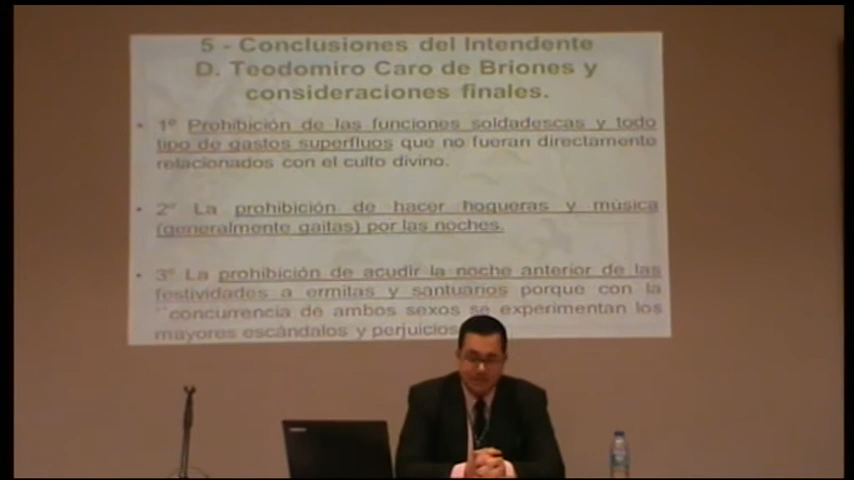 5 - Conclusiones del Intendente
D. Teodomiro Caro de Briones y
consideraciones finales.
• 1º Prohibición de las funciones soldadescas y todo
tipo de gastos superfluos que no fueran directamente
relacionados con el culto divino.
• 2º La prohibición de hacer hogueras y música
(generalmente gaitas) por las noches.
• 3º La prohibición de acudir la noche anterior de las
festividades a ermitas y santuarios porque con la
``concurrencia de ambos sexos se experimentan los
mayores escándalos y perjuicios